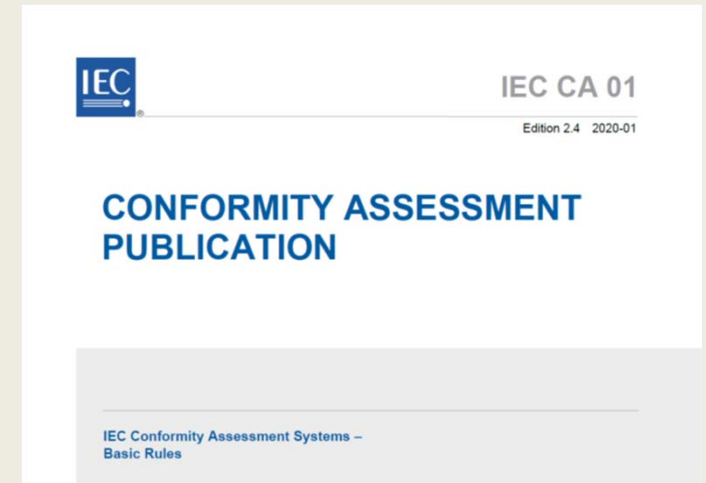 IEC
®
IEC CA 01
Edition 2.4 2020-01
CONFORMITY ASSESSMENT
PUBLICATION
IEC Conformity Assessment Systems –
Basic Rules